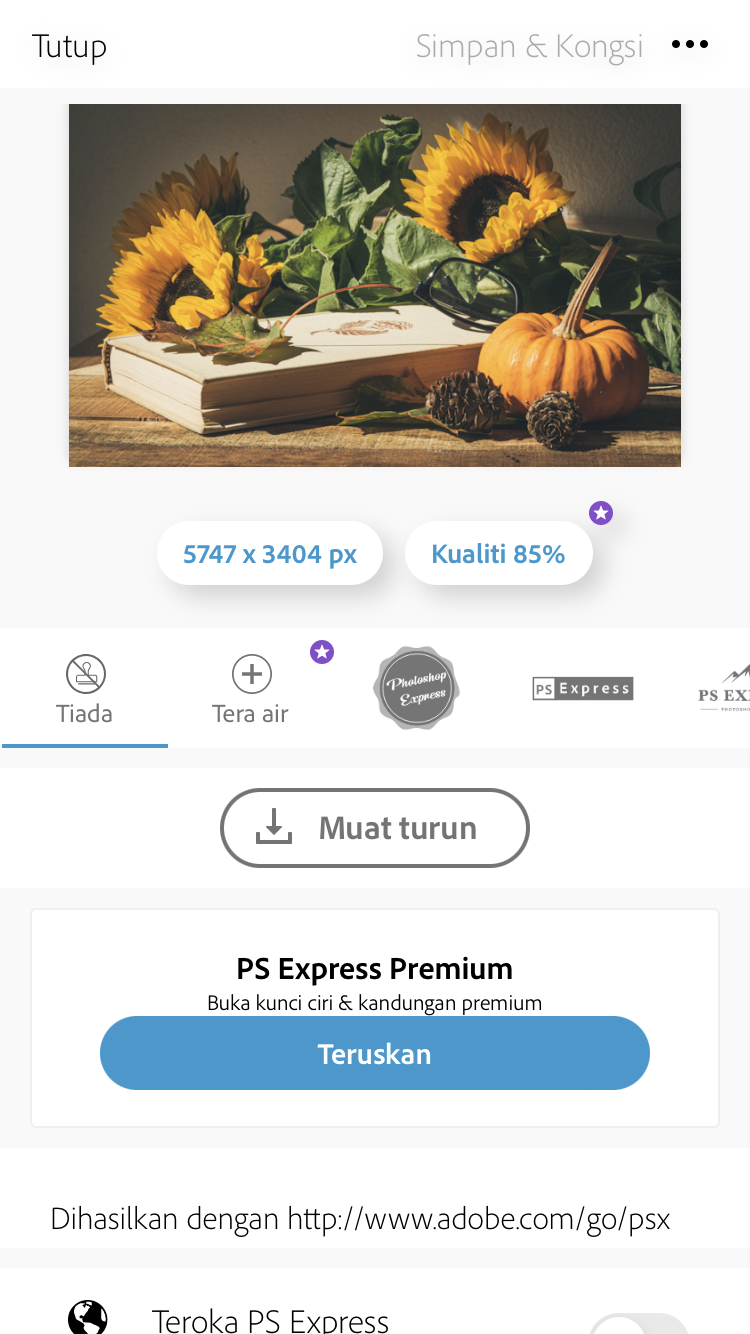 Tutup
Simpan & Kongsi
5747 x 3404 px
Kualiti 85%
Tiada
Tera air
Photoshop
Express
PS Express
PS EX
Muat turun
PS Express Premium
Buka kunci ciri & kandungan premium
Teruskan
Dihasilkan dengan http://www.adobe.com/go/psx
Teroka PS Express